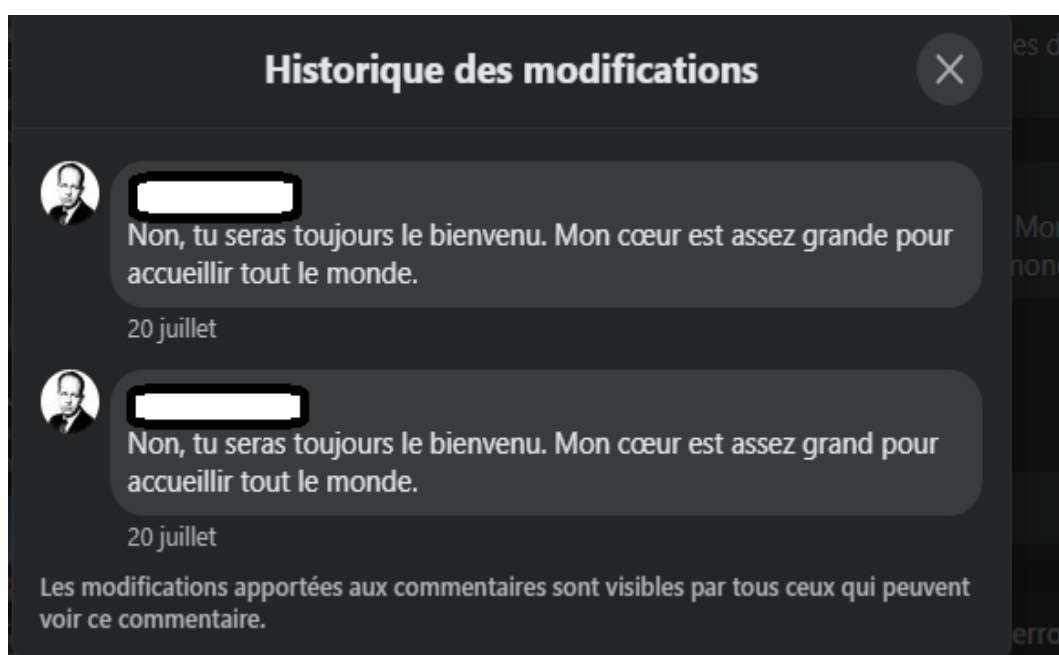 Historique des modifications
Non, tu seras toujours le bienvenu. Mon cœur est assez grande pour
accueillir tout le monde.
20 juillet
Non, tu seras toujours le bienvenu. Mon cœur est assez grand pour
accueillir tout le monde.
20 juillet
Les modifications apportées aux commentaires sont visibles par tous ceux qui peuvent
voir ce commentaire.